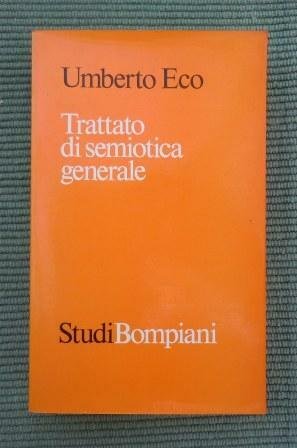 Umberto Eco
Trattato
di semiotica
generale
StudiBompiani